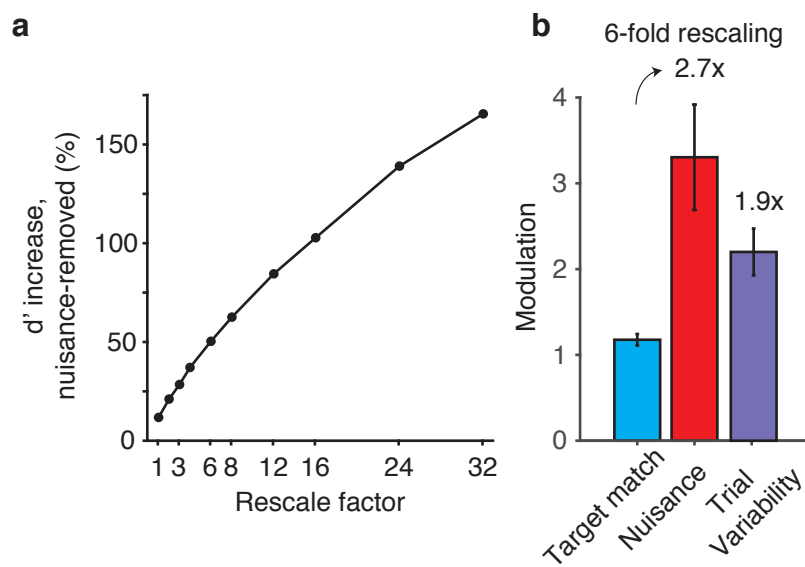 a
d' increase,
nuisance-removed (%)
150
100
50
0
1 3 6 8 12 16 24 32
Rescale factor
b
6-fold rescaling
2.7x
1.9x
Modulation
4
3
2
1
0
Target match
Nuisance
Trial
Variability